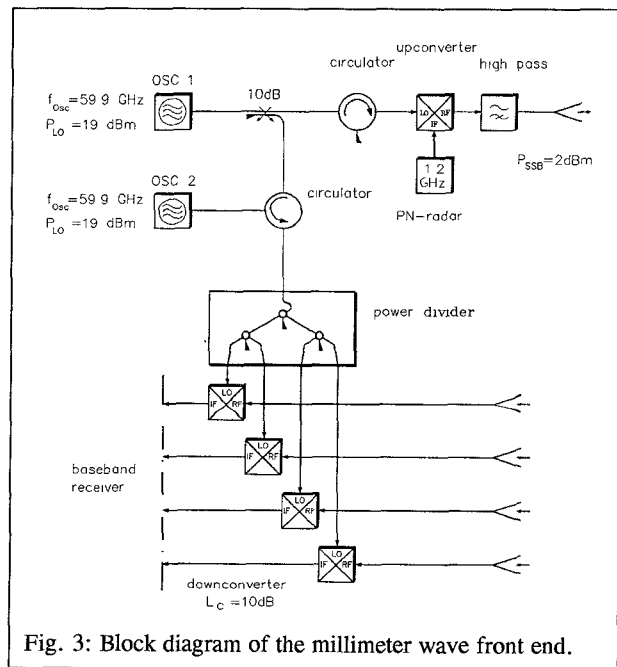 OSC 1
f_Osc=59 9 GHz
P_LO =19 dBm
10dB
circulator
upconverter
high pass
LO RF
IF
1 2
GHz
PN-radar
P_SSB=2dBm
OSC 2
f_Osc=59 9 GHz
P_LO =19 dBm
circulator
power divider
LO
IF RF
LO
IF RF
baseband
receiver
LO
IF RF
LO
IF RF
downconverter
L_C =10dB
Fig. 3: Block diagram of the millimeter wave front end.